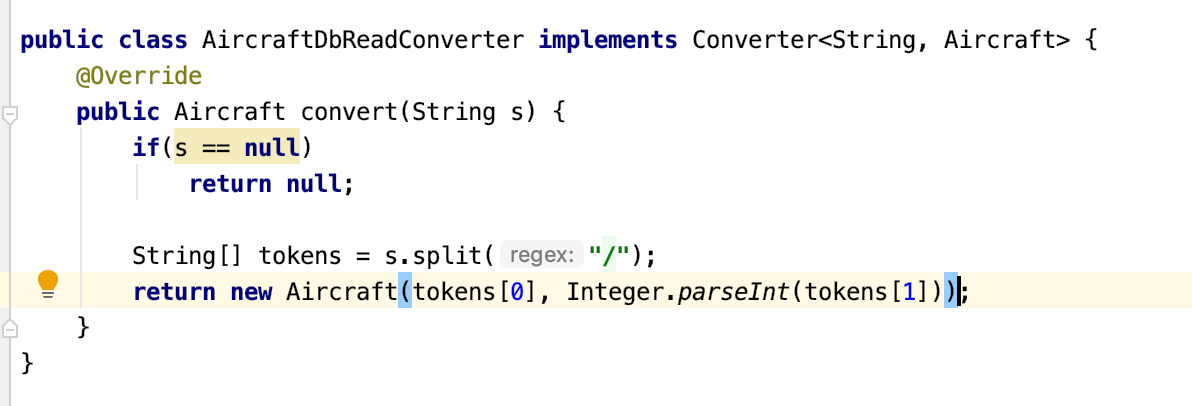 public class AircraftDbReadConverter implements Converter<String, Aircraft> {
@Override
public Aircraft convert(String s) {
if(s == null)
return null;
String[] tokens = s.split( regex: "/");
return new Aircraft(tokens[0], Integer.parseInt(tokens[1]));
}
}